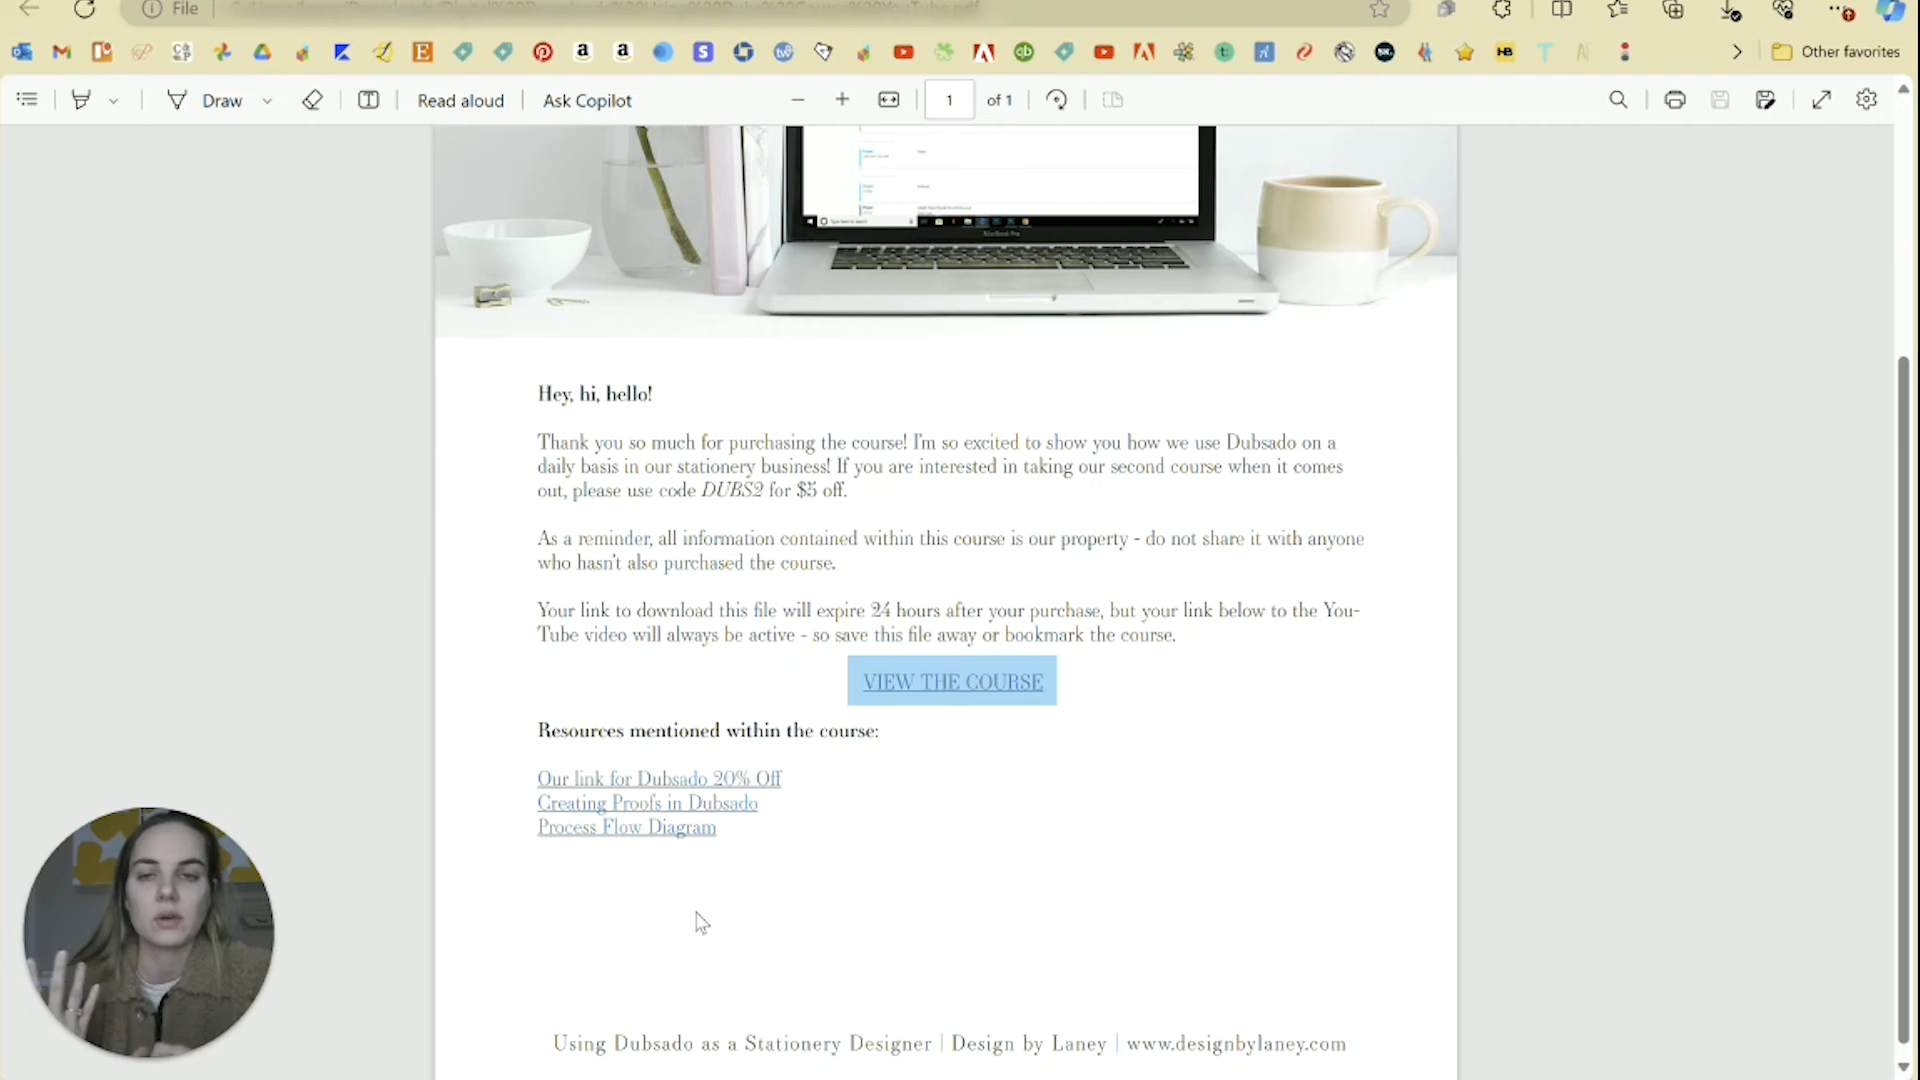 File
Other favorites
Draw
Read aloud
Ask Copilot
1
of 1
MacBook Pro
Hey, hi, hello!
Thank you so much for purchasing the course! I'm so excited to show you how we use Dubsado on a
daily basis in our stationery business! If you are interested in taking our second course when it comes
out, please use code DUBS2 for $5 off.
As a reminder, all information contained within this course is our property - do not share it with anyone
who hasn't also purchased the course.
Your link to download this file will expire 24 hours after your purchase, but your link below to the You-
Tube video will always be active - so save this file away or bookmark the course.
VIEW THE COURSE
Resources mentioned within the course:
Our link for Dubsado 20% Off
Creating Proofs in Dubsado
Process Flow Diagram
Using Dubsado as a Stationery Designer | Design by Laney | www.designbylaney.com